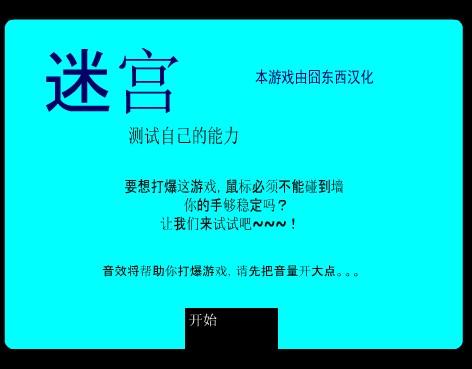 迷宫
本游戏由囧东西汉化
测试自己的能力
要想打爆这游戏, 鼠标必须不能碰到墙
你的手够稳定吗？
让我们来试试吧~~~！
音效将帮助你打爆游戏, 请先把音量开大点。。。
开始